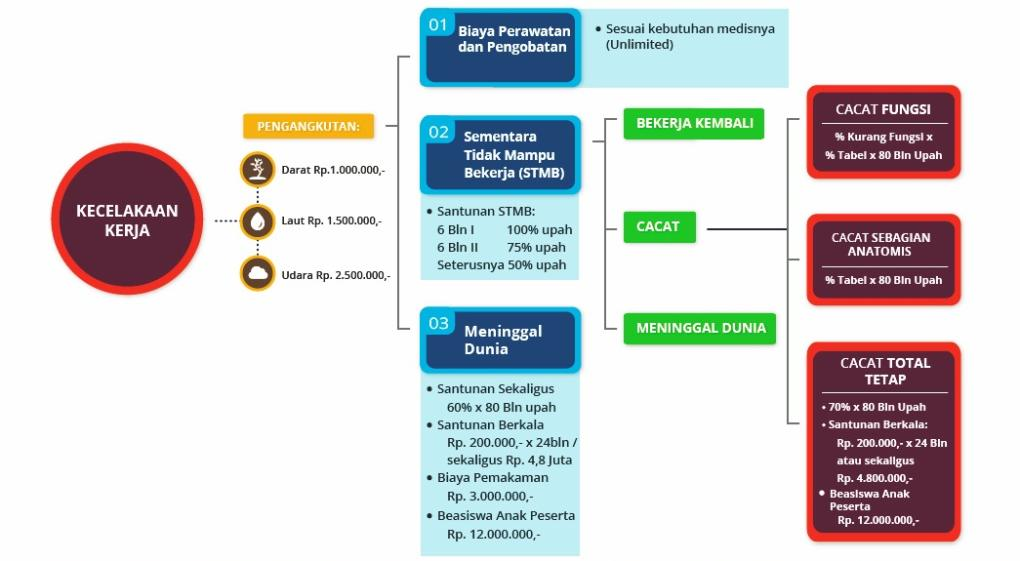 KECELAKAAN
KERJA
PENGANGKUTAN:
Darat Rp.1.000.000,-
Laut Rp. 1.500.000,-
Udara Rp. 2.500.000,-
01
Biaya Perawatan
dan Pengobatan
• Sesuai kebutuhan medisnya
(Unlimited)
02
Sementara
Tidak Mampu
Bekerja (STMB)
• Santunan STMB:
6 Bln I 100% upah
6 Bln II 75% upah
Seterusnya 50% upah
03
Meninggal
Dunia
• Santunan Sekaligus
60% x 80 Bln upah
• Santunan Berkala
Rp. 200.000,- x 24bln /
sekaligus Rp. 4,8 Juta
• Biaya Pemakaman
Rp. 3.000.000,-
• Beasiswa Anak Peserta
Rp. 12.000.000,-
BEKERJA KEMBALI
CACAT
MENINGGAL DUNIA
CACAT FUNGSI
% Kurang Fungsi x
% Tabel x 80 Bln Upah
CACAT SEBAGIAN
ANATOMIS
% Tabel x 80 Bln Upah
CACAT TOTAL
TETAP
• 70% x 80 Bln Upah
• Santunan Berkala:
Rp. 200.000,- x 24 Bln
atau sekaligus
Rp. 4.800.000,-
• Beasiswa Anak
Peserta
Rp. 12.000.000,-